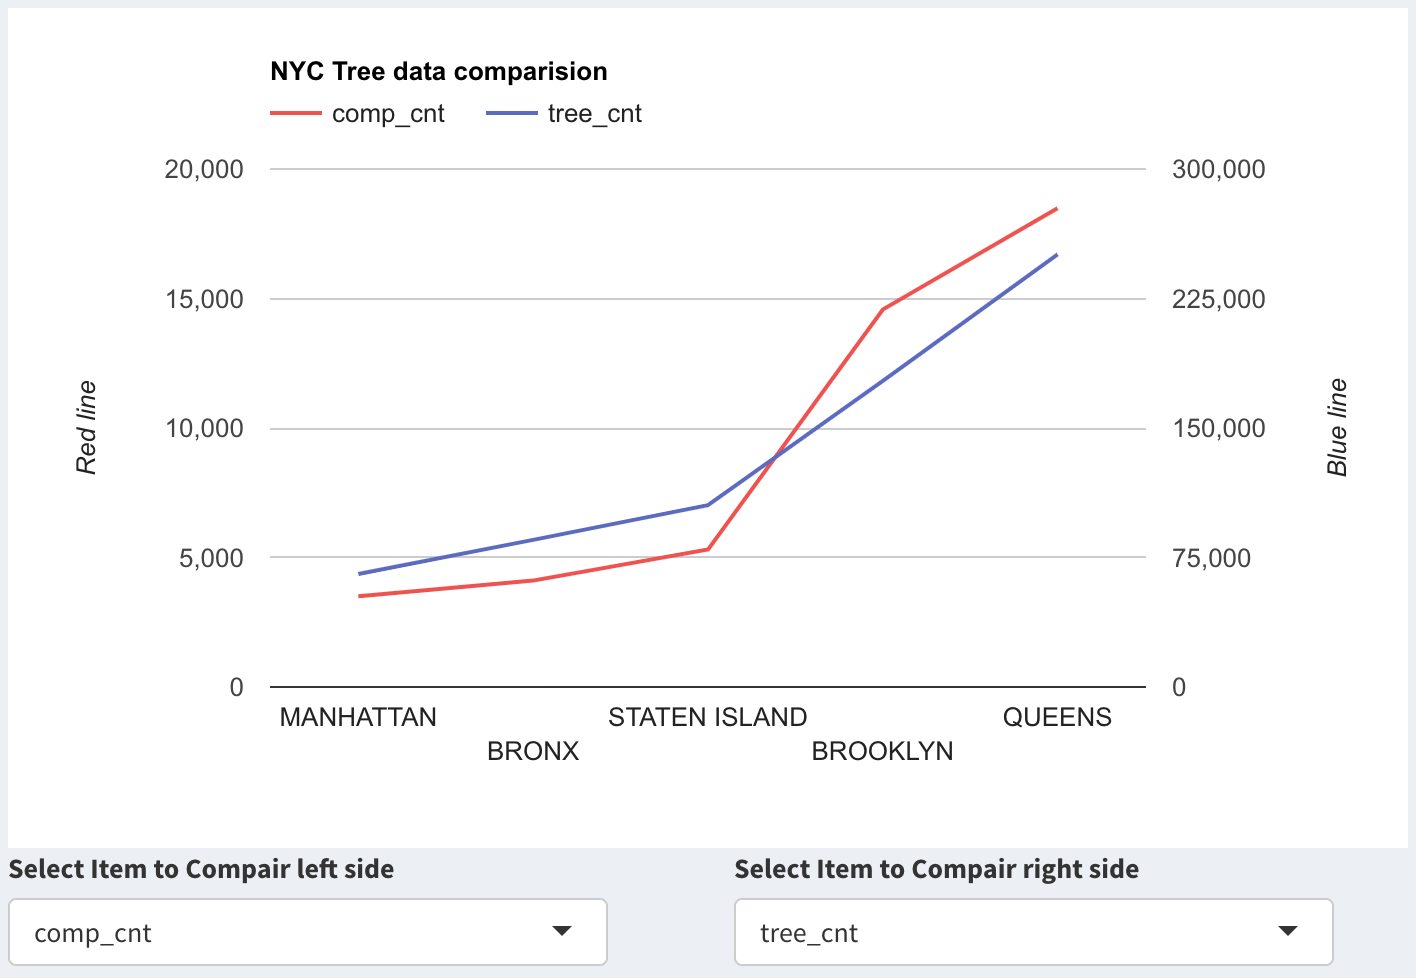 NYC Tree data comparision
comp_cnt tree_cnt
20,000 300,000
15,000 225,000
10,000 150,000
5,000 75,000
0 0
Red line
Blue line
MANHATTAN STATEN ISLAND QUEENS
BRONX BROOKLYN
Select Item to Compair left side Select Item to Compair right side
comp_cnt tree_cnt